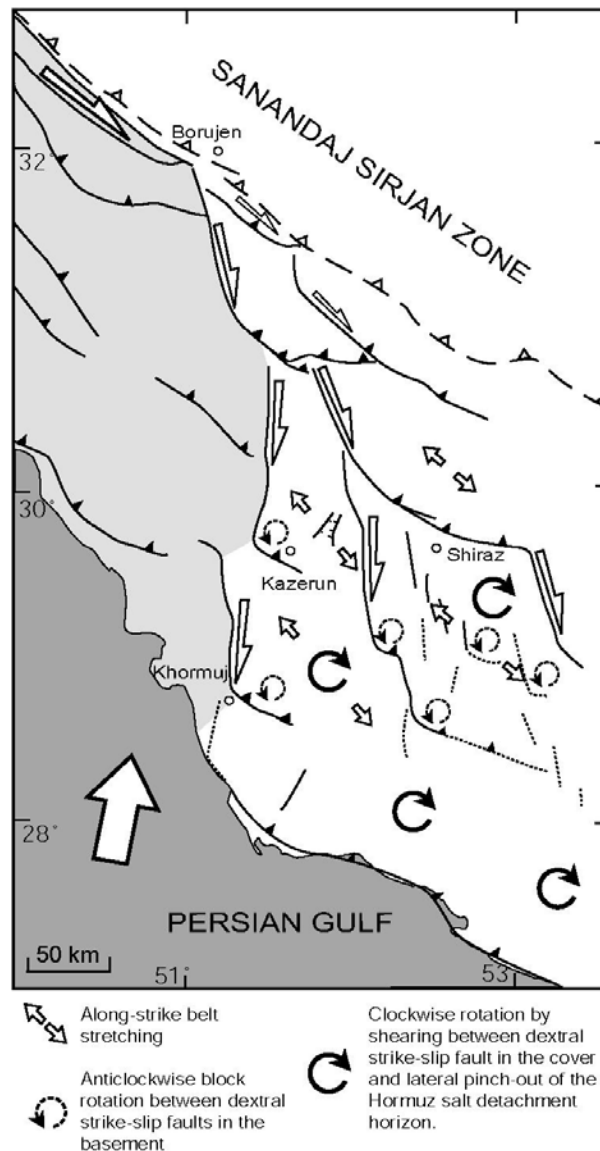 SANANDAJ SIRJAN ZONE
Borujen
32°
30°
Shiraz
Kazerun
Khormuj
28°
PERSIAN GULF
50 km
51
53
Along-strike belt
stretching
Anticlockwise block
rotation between dextral
strike-slip faults in the
basement
Clockwise rotation by
shearing between dextral
strike-slip fault in the cover
and lateral pinch-out of the
Hormuz salt detachment
horizon.